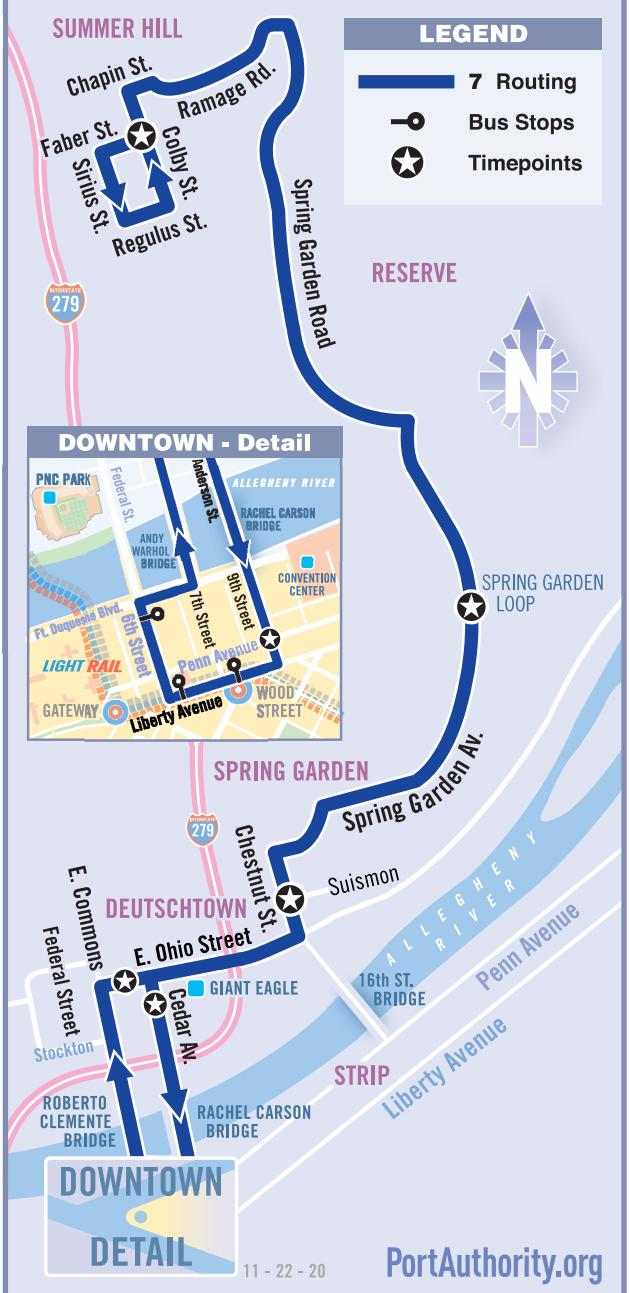 SUMMER HILL
LEGEND
7 Routing
Bus Stops
Timepoints
Chapin St.
Ramage Rd.
Faber St.
Colby St.
Sirius St.
Regulus St.
Spring Garden Road
INTERSTATE
279
RESERVE
N
DOWNTOWN - Detail
PNC PARK
Federal St.
Anderson St.
ALLEGHENY RIVER
RACHEL CARSON
BRIDGE
ANDY
WARHOL
BRIDGE
CONVENTION
CENTER
9th Street
7th Street
Ft. Duquesne Blvd.
6th Street
Penn Avenue
LIGHT RAIL
GATEWAY
WOOD
STREET
Liberty Avenue
SPRING GARDEN
LOOP
SPRING GARDEN
Spring Garden Av.
INTERSTATE
279
Chestnut St.
Suismon
E. Commons
DEUTSCHTOWN
Federal Street
E. Ohio Street
ALLEGHENY
RIVER
Penn Avenue
GIANT EAGLE
16th ST.
BRIDGE
Cedar Av.
Stockton
Liberty Avenue
STRIP
ROBERTO
CLEMENTE
BRIDGE
RACHEL CARSON
BRIDGE
DOWNTOWN
DETAIL
11 - 22 - 20
PortAuthority.org